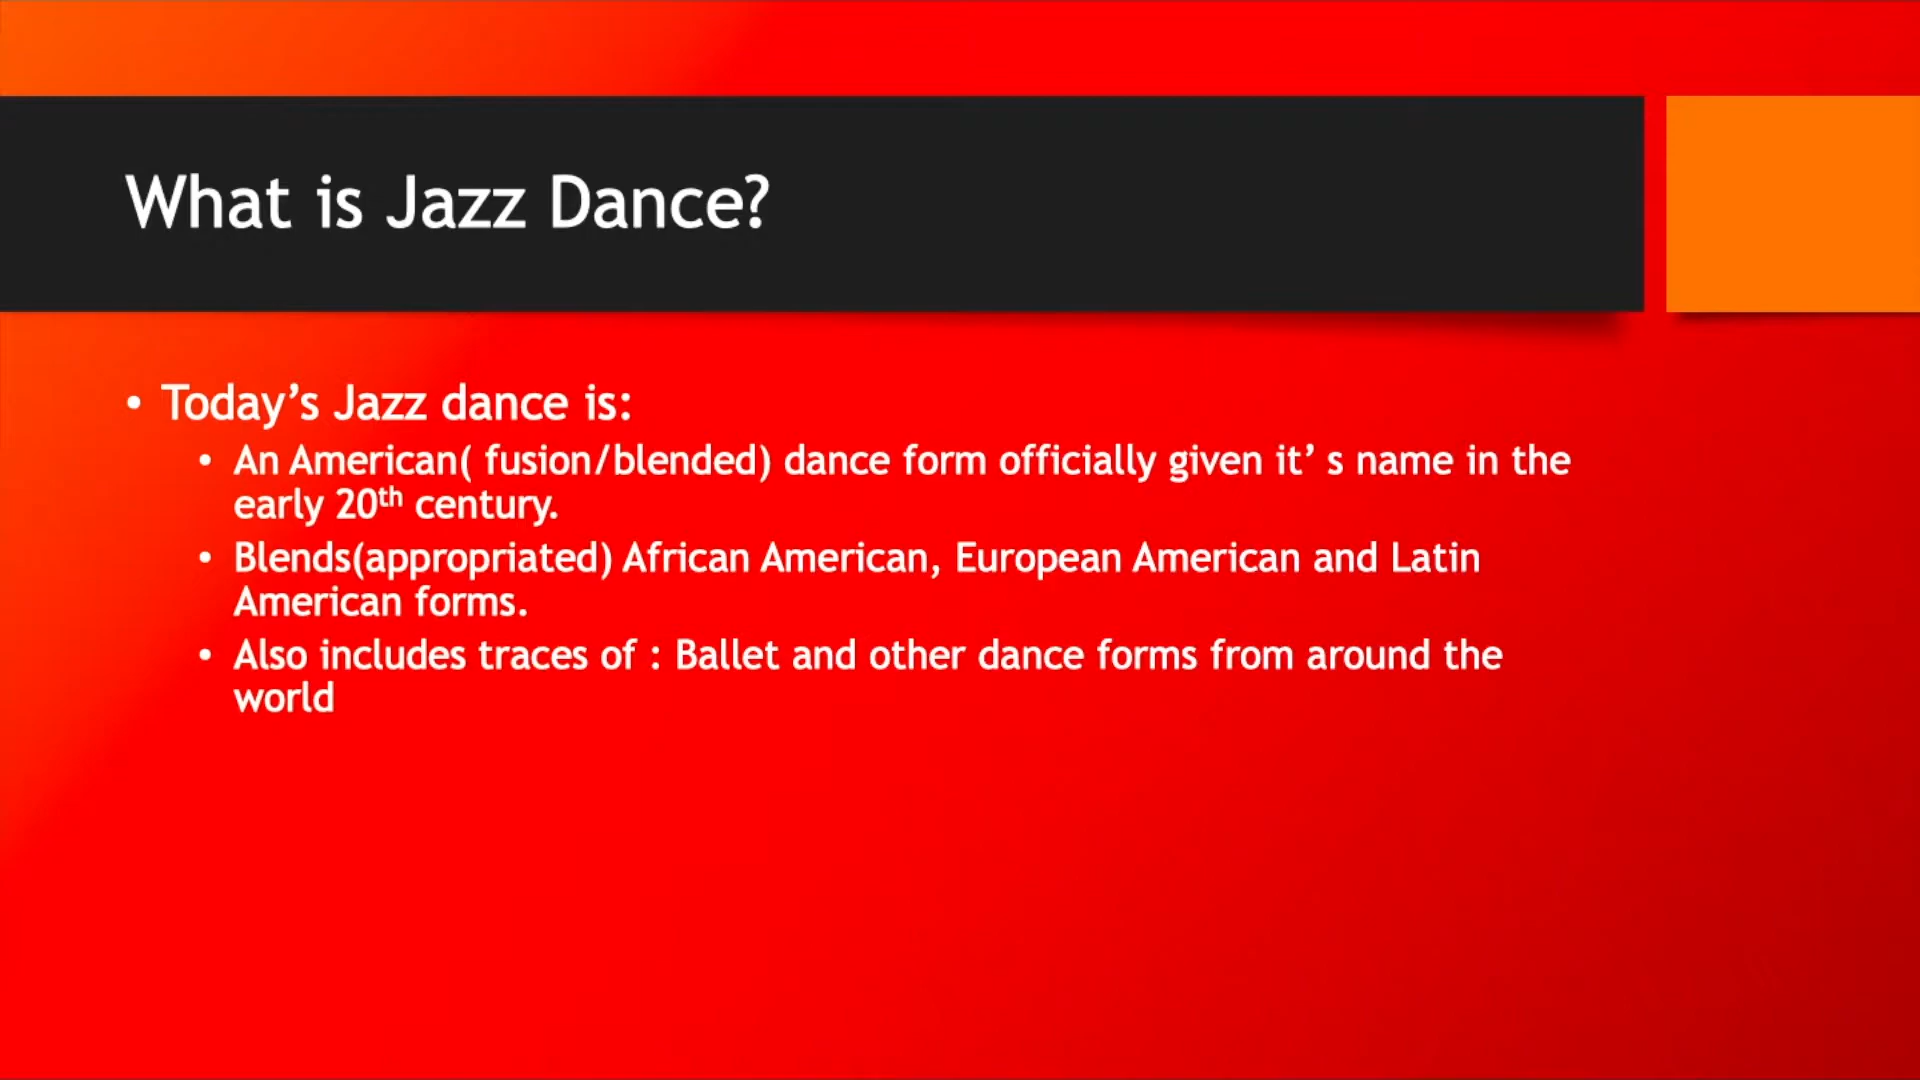 What is Jazz Dance?
• Today’s Jazz dance is:
• An American( fusion/blended) dance form officially given it’ s name in the
early 20th century.
• Blends(appropriated) African American, European American and Latin
American forms.
• Also includes traces of : Ballet and other dance forms from around the
world